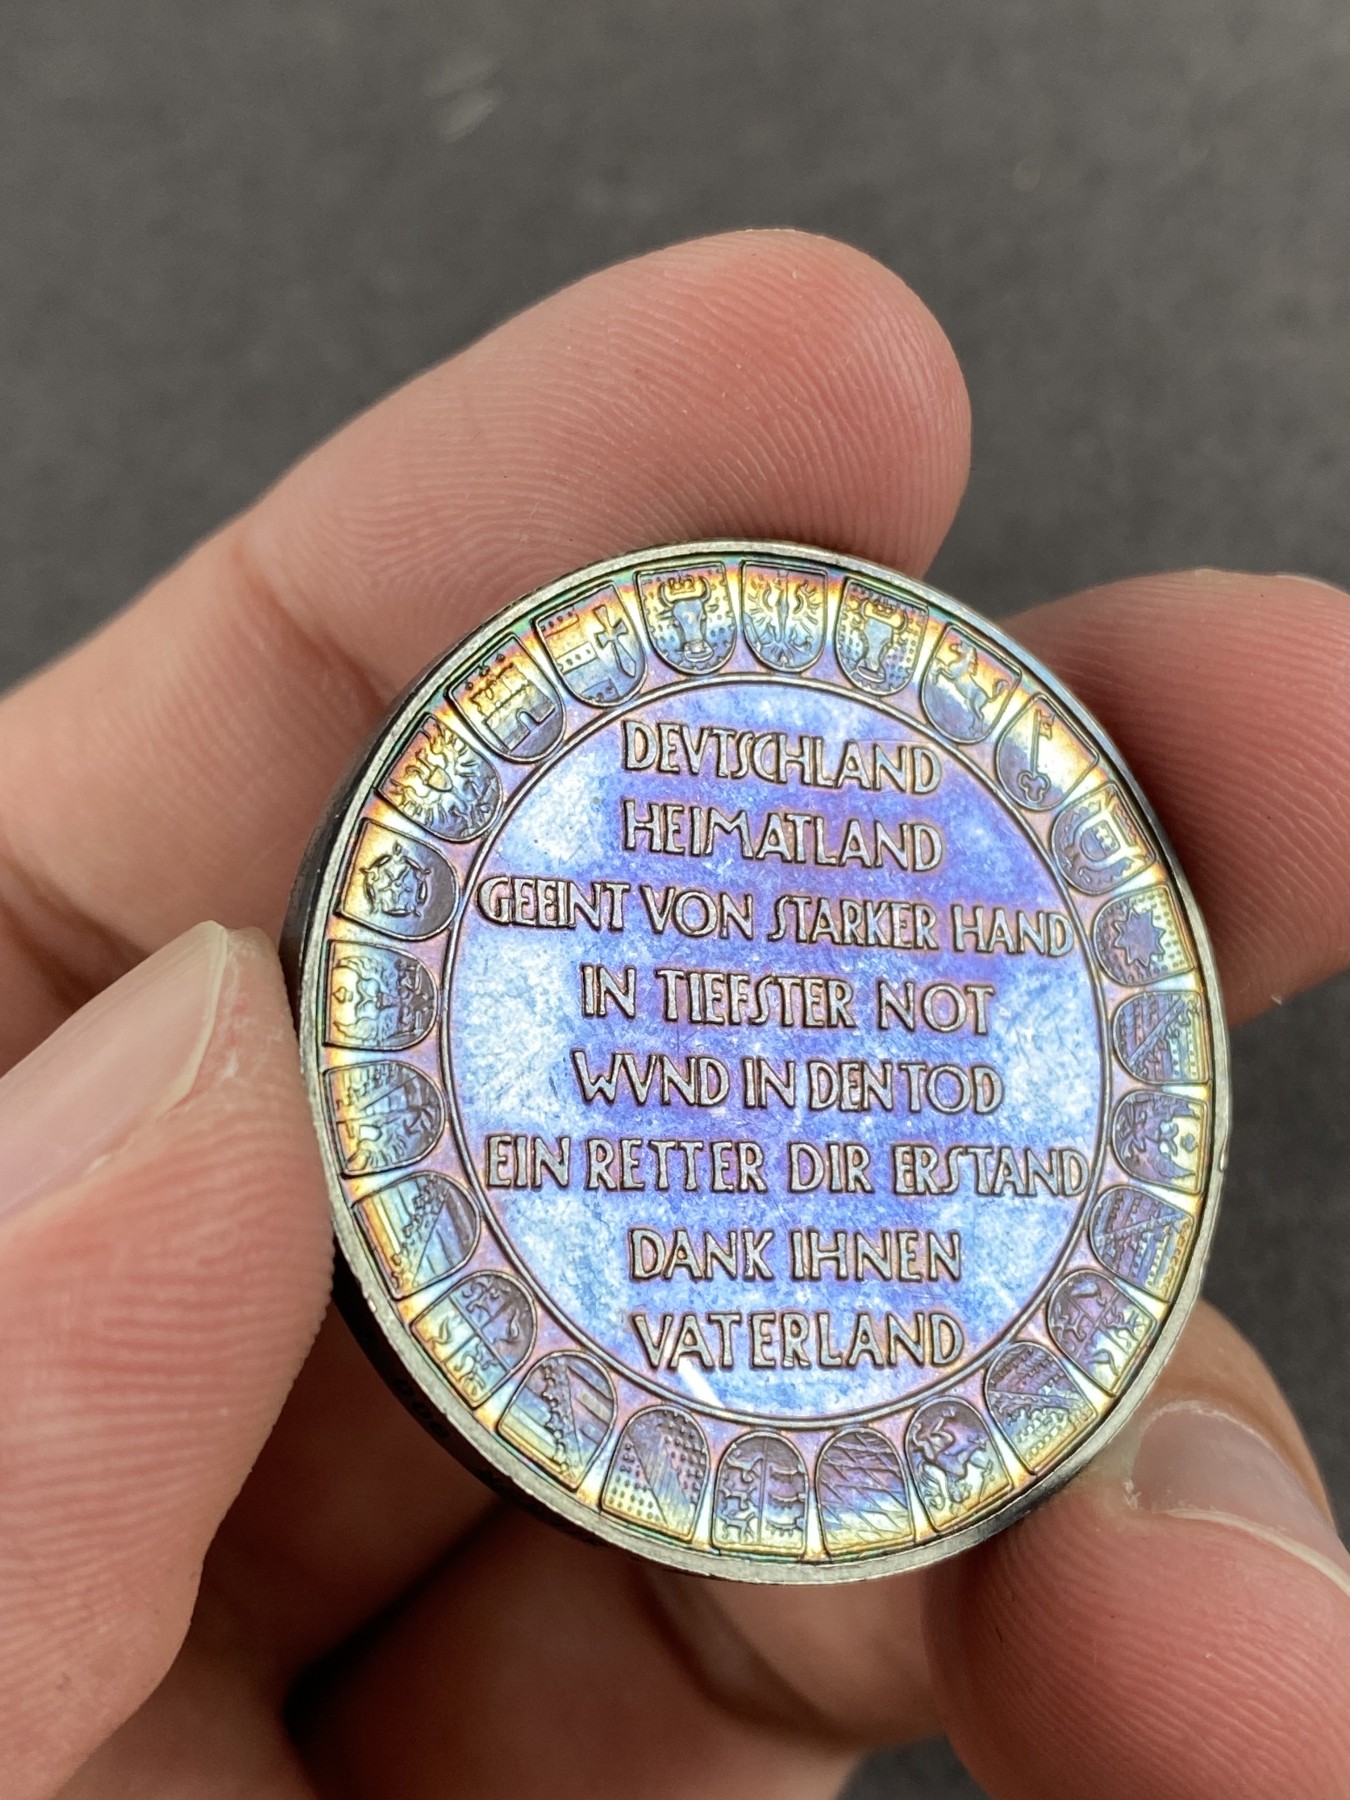 DEVTSCHLAND
HEIMATLAND
GEEINT VON STARKER HAND
IN TIEFSTER NOT
WVND IN DEN TOD
EIN RETTER DIR ERSTAND
DANK IHNEN
VATERLAND